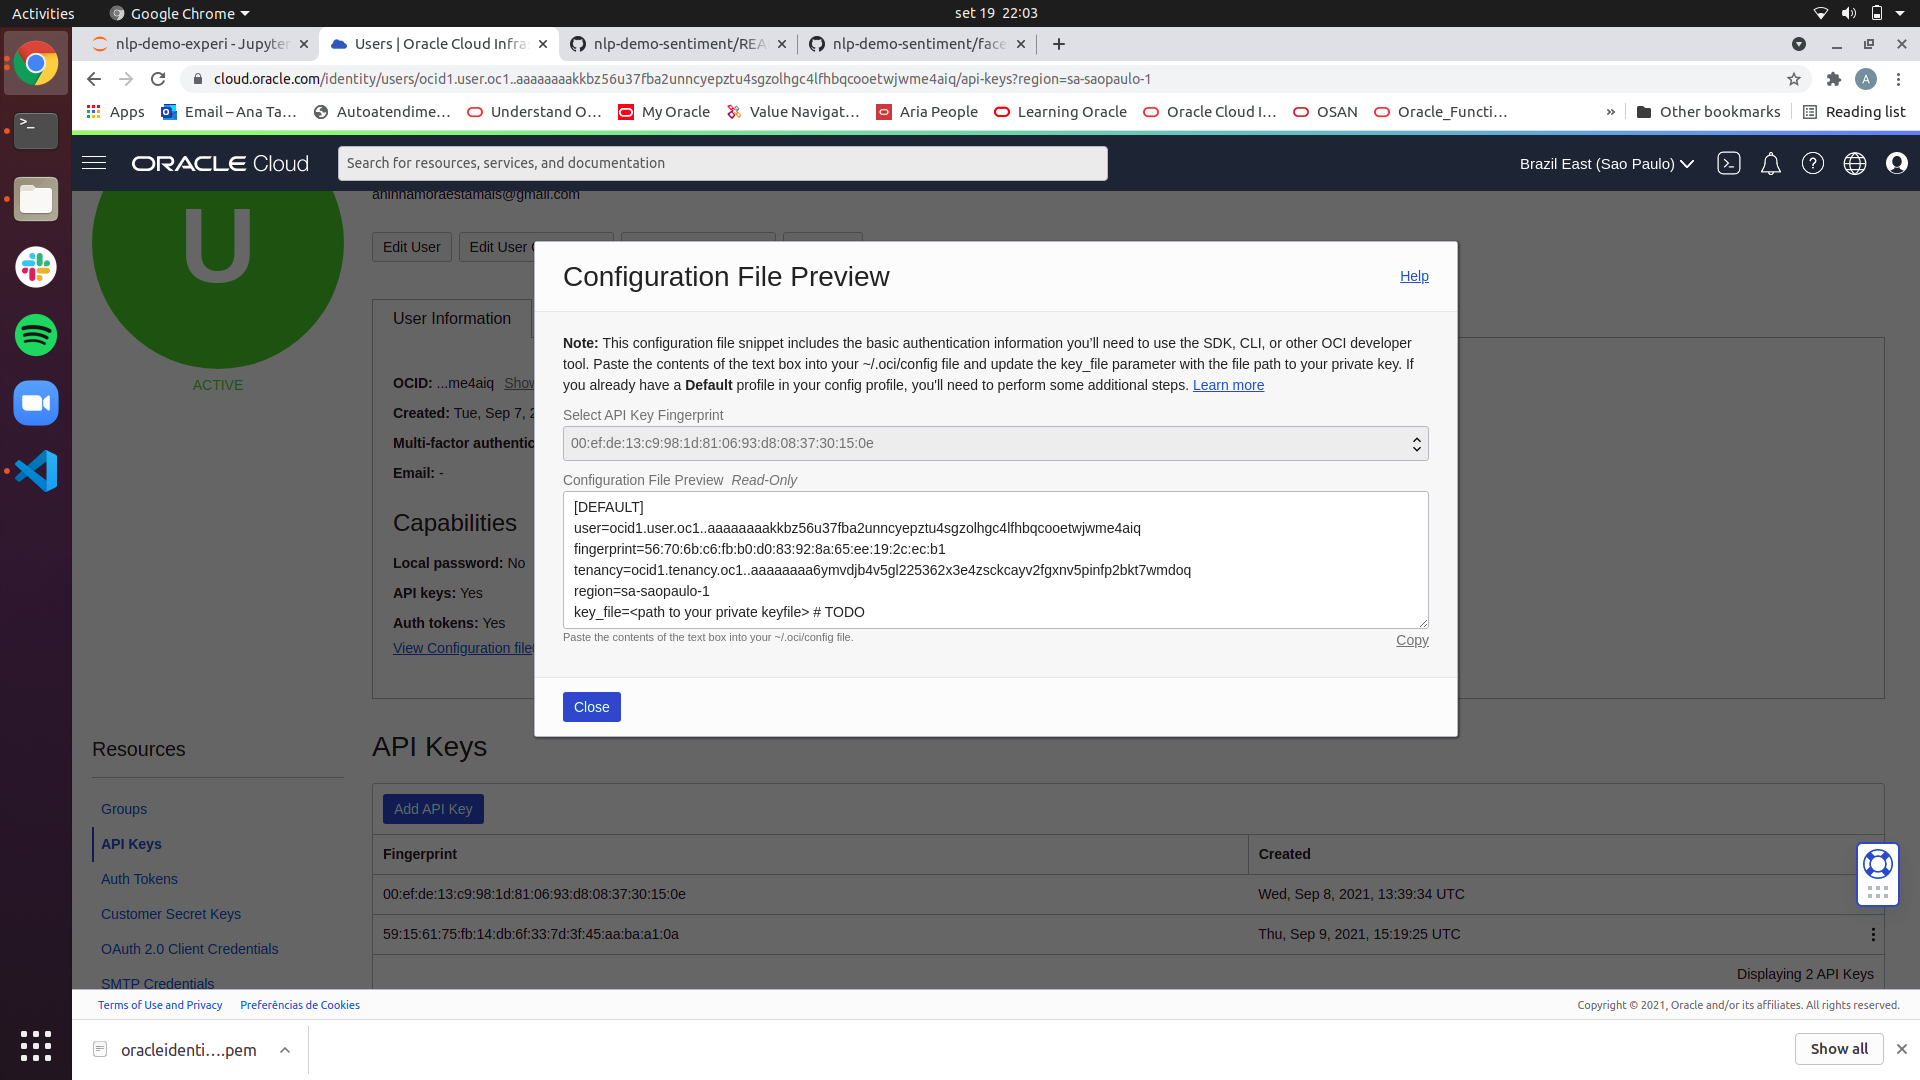 Activities
Google Chrome
set 19 22:03
nlp-demo-experi - Jupyter
Users | Oracle Cloud Infra
nlp-demo-sentiment/REA
nlp-demo-sentiment/face
cloud.oracle.com/identity/users/ocid1.user.oc1..aaaaaaaakkbz56u37fba2unncyepztu4sgzolhgc4lfhbqcooetwjwme4aiq/api-keys?region=sa-saopaulo-1
A
Apps
Email – Ana Ta…
Autoatendime…
Understand O…
My Oracle
Value Navigat…
Aria People
Learning Oracle
Oracle Cloud I…
OSAN
Oracle_Functi…
»
Other bookmarks
Reading list
ORACLE Cloud
Search for resources, services, and documentation
Brazil East (Sao Paulo)
U
ACTIVE
aninnamoraestamais@gmail.com
Edit User
Edit User
User Information
OCID: ...me4aiq Show
Created: Tue, Sep 7, 2
Multi-factor authentic
Email: -
Capabilities
Local password: No
API keys: Yes
Auth tokens: Yes
View Configuration file
Configuration File Preview
Help
Note: This configuration file snippet includes the basic authentication information you’ll need to use the SDK, CLI, or other OCI developer
tool. Paste the contents of the text box into your ~/.oci/config file and update the key_file parameter with the file path to your private key. If
you already have a Default profile in your config profile, you'll need to perform some additional steps. Learn more
Select API Key Fingerprint
00:ef:de:13:c9:98:1d:81:06:93:d8:08:37:30:15:0e
Configuration File Preview Read-Only
[DEFAULT]
user=ocid1.user.oc1..aaaaaaaakkbz56u37fba2unncyepztu4sgzolhgc4lfhbqcooetwjwme4aiq
fingerprint=56:70:6b:c6:fb:b0:d0:83:92:8a:65:ee:19:2c:ec:b1
tenancy=ocid1.tenancy.oc1..aaaaaaaa6ymvdjb4v5gl225362x3e4zsckcayv2fgxnv5pinfp2bkt7wmdoq
region=sa-saopaulo-1
key_file=<path to your private keyfile> # TODO
Paste the contents of the text box into your ~/.oci/config file.
Copy
Close
Resources
Groups
API Keys
Auth Tokens
Customer Secret Keys
OAuth 2.0 Client Credentials
SMTP Credentials
API Keys
Add API Key
Fingerprint
Created
00:ef:de:13:c9:98:1d:81:06:93:d8:08:37:30:15:0e
Wed, Sep 8, 2021, 13:39:34 UTC
59:15:61:75:fb:14:db:6f:33:7d:3f:45:aa:ba:a1:0a
Thu, Sep 9, 2021, 15:19:25 UTC
Displaying 2 API Keys
Terms of Use and Privacy
Preferências de Cookies
Copyright © 2021, Oracle and/or its affiliates. All rights reserved.
oracleidenti….pem
Show all